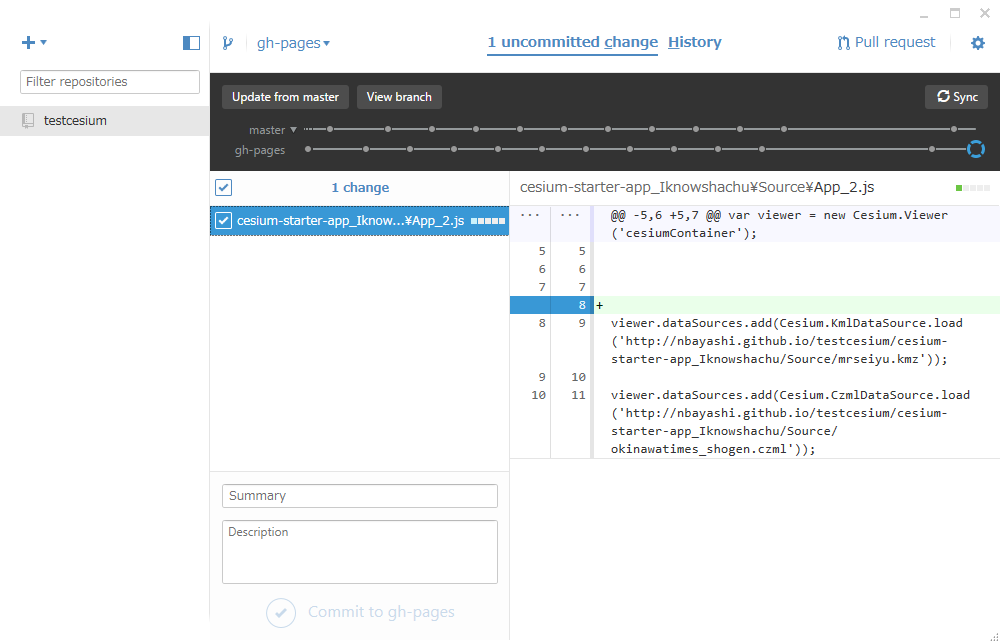 gh-pages
1 uncommitted change
History
Pull request
Filter repositories
testcesium
Update from master
View branch
Sync
master
gh-pages
1 change
cesium-starter-app_Iknow...¥App_2.js
cesium-starter-app_Iknowshachu¥Source¥App_2.js
... ... @@ -5,6 +5,7 @@ var viewer = new Cesium.Viewer
('cesiumContainer');
5 5
6 6
7 7
8 +
8 9 viewer.dataSources.add(Cesium.KmlDataSource.load
('http://nbayashi.github.io/testcesium/cesium-
starter-app_Iknowshachu/Source/mrseiyu.kmz'));
9 10
10 11 viewer.dataSources.add(Cesium.CzmlDataSource.load
('http://nbayashi.github.io/testcesium/cesium-
starter-app_Iknowshachu/Source/
okinawatimes_shogen.czml'));
Summary
Description
Commit to gh-pages